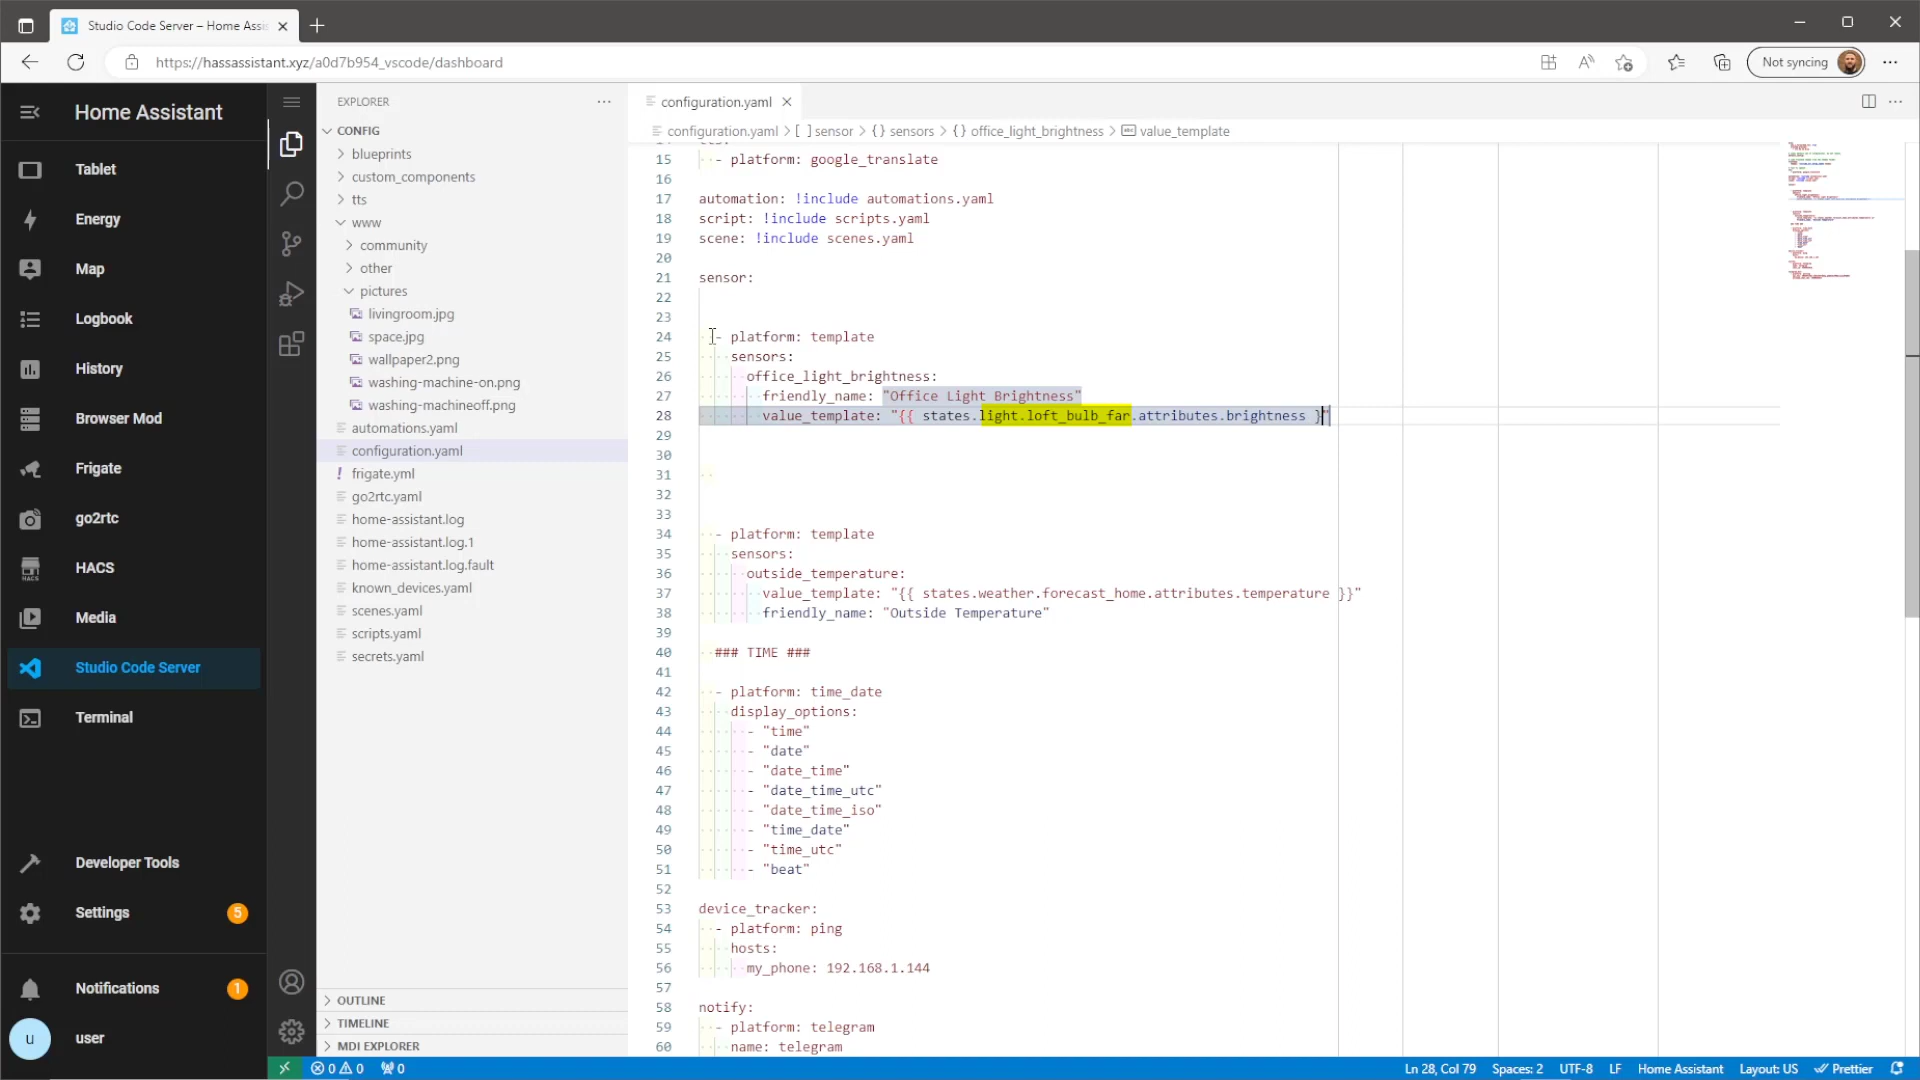 Studio Code Server – Home Assis
https://hassassistant.xyz/a0d7b954_vscode/dashboard
Not syncing
Home Assistant
Tablet
Energy
Map
Logbook
History
Browser Mod
Frigate
go2rtc
HACS
HACS
Media
Studio Code Server
Terminal
Developer Tools
Settings
5
Notifications
1
u
user
EXPLORER
CONFIG
blueprints
custom_components
tts
www
community
other
pictures
livingroom.jpg
space.jpg
wallpaper2.png
washing-machine-on.png
washing-machineoff.png
automations.yaml
configuration.yaml
! frigate.yml
go2rtc.yaml
home-assistant.log
home-assistant.log.1
home-assistant.log.fault
known_devices.yaml
scenes.yaml
scripts.yaml
secrets.yaml
OUTLINE
TIMELINE
MDI EXPLORER
configuration.yaml
configuration.yaml > [ ] sensor > {} sensors > {} office_light_brightness > abc value_template
15 - platform: google_translate
16
17 automation: !include automations.yaml
18 script: !include scripts.yaml
19 scene: !include scenes.yaml
20
21 sensor:
22
23
24 - platform: template
25 sensors:
26 office_light_brightness:
27 friendly_name: "Office Light Brightness"
28 value_template: "{{ states.light.loft_bulb_far.attributes.brightness }"
29
30
31
32
33
34 - platform: template
35 sensors:
36 outside_temperature:
37 value_template: "{{ states.weather.forecast_home.attributes.temperature }}"
38 friendly_name: "Outside Temperature"
39
40 ### TIME ###
41
42 - platform: time_date
43 display_options:
44 - "time"
45 - "date"
46 - "date_time"
47 - "date_time_utc"
48 - "date_time_iso"
49 - "time_date"
50 - "time_utc"
51 - "beat"
52
53 device_tracker:
54 - platform: ping
55 hosts:
56 my_phone: 192.168.1.144
57
58 notify:
59 - platform: telegram
60 name: telegram
0 0 0
Ln 28, Col 79 Spaces: 2 UTF-8 LF Home Assistant Layout: US Prettier